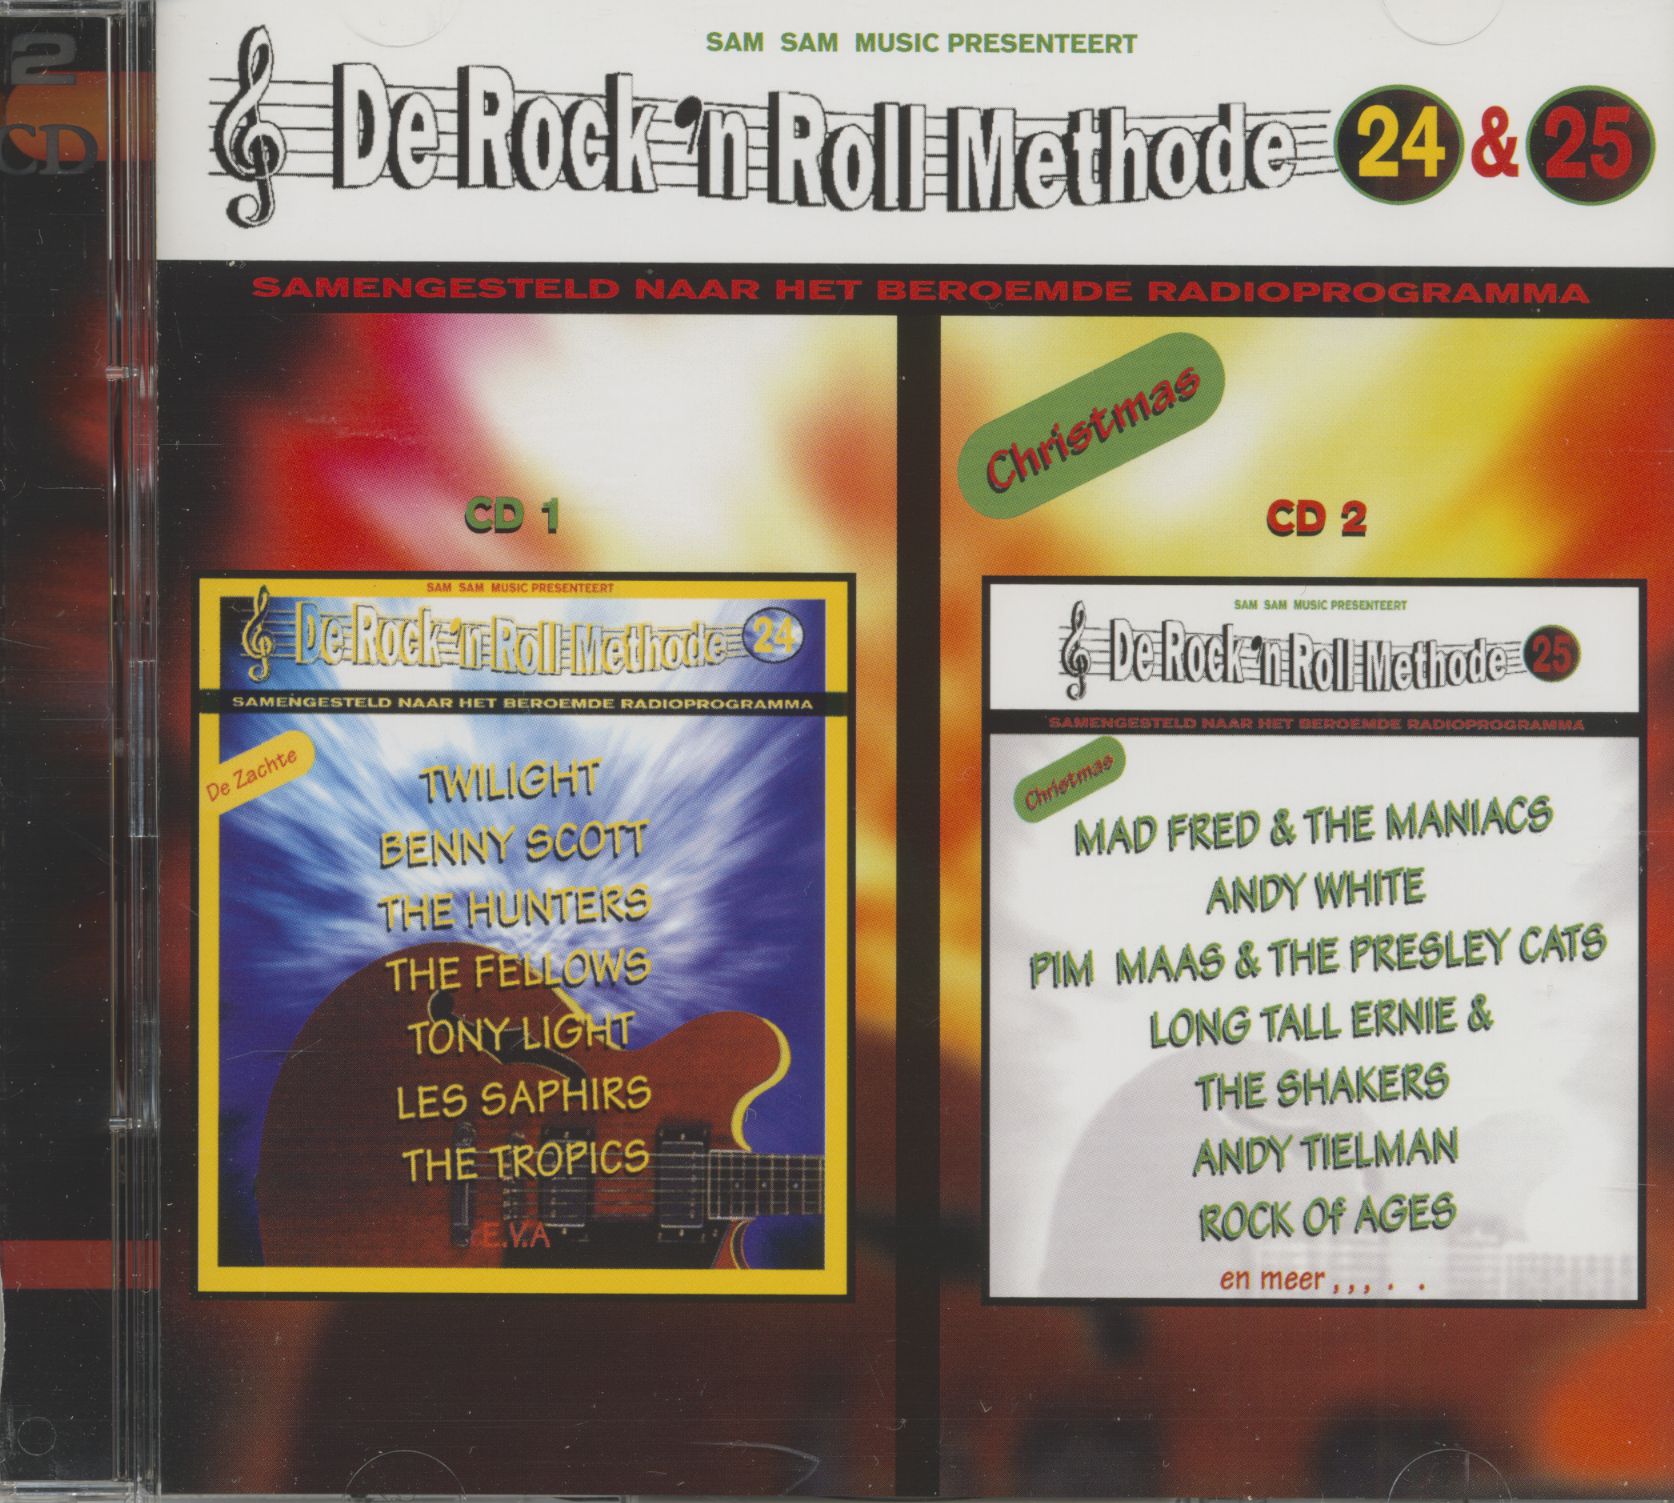 2
CD
SAM SAM MUSIC PRESENTEERT
De Rock 'n Roll Methode 24 & 25
SAMENGESTELD NAAR HET BEROEMDE RADIOPROGRAMMA
CD 1
SAM SAM MUSIC PRESENTEERT
De Rock 'n Roll Methode 24
SAMENGESTELD NAAR HET BEROEMDE RADIOPROGRAMMA
De Zachte
TWILIGHT
BENNY SCOTT
THE HUNTERS
THE FELLOWS
TONY LIGHT
LES SAPHIRS
THE TROPICS
E.V.A
Christmas
CD 2
SAM SAM MUSIC PRESENTEERT
De Rock 'n Roll Methode 25
SAMENGESTELD NAAR HET BEROEMDE RADIOPROGRAMMA
Christmas
MAD FRED & THE MANIACS
ANDY WHITE
PIM MAAS & THE PRESLEY CATS
LONG TALL ERNIE &
THE SHAKERS
ANDY TIELMAN
ROCK Of AGES
en meer , , , . .